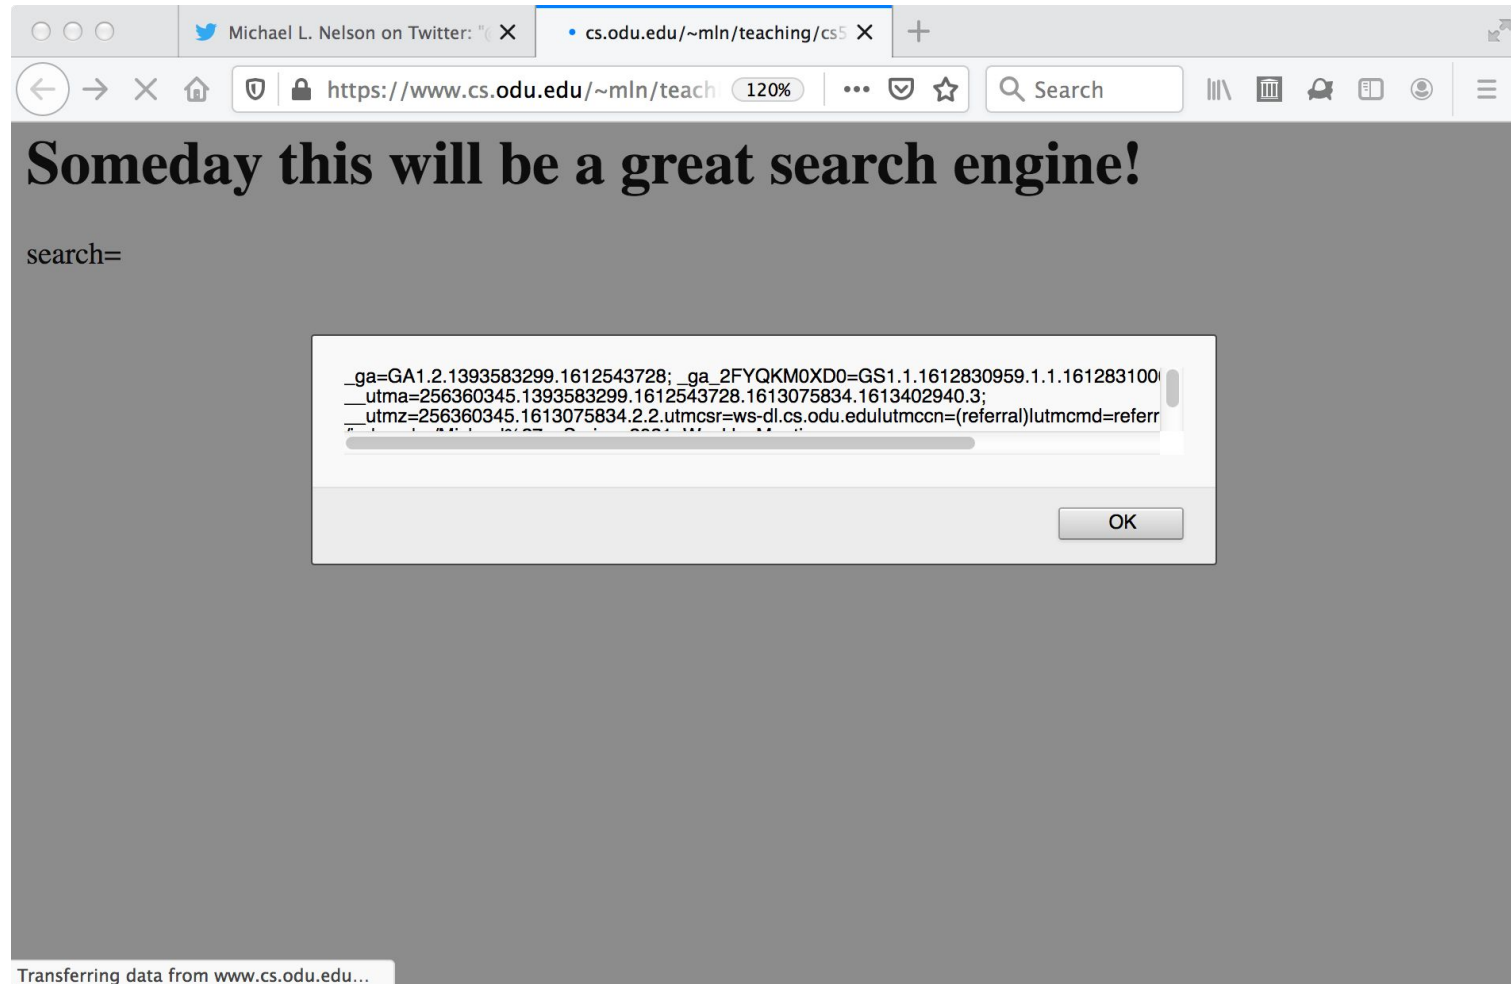 Michael L. Nelson on Twitter: "(
cs.odu.edu/~mln/teaching/cs5
https://www.cs.odu.edu/~mln/teach
120%
Search
Someday this will be a great search engine!
search=
_ga=GA1.2.1393583299.1612543728; _ga_2FYQKM0XD0=GS1.1.1612830959.1.1.161283100
__utma=256360345.1393583299.1612543728.1613075834.1613402940.3;
__utmz=256360345.1613075834.2.2.utmcsr=ws-dl.cs.odu.edu|utmccn=(referral)|utmcmd=referr
OK
Transferring data from www.cs.odu.edu...